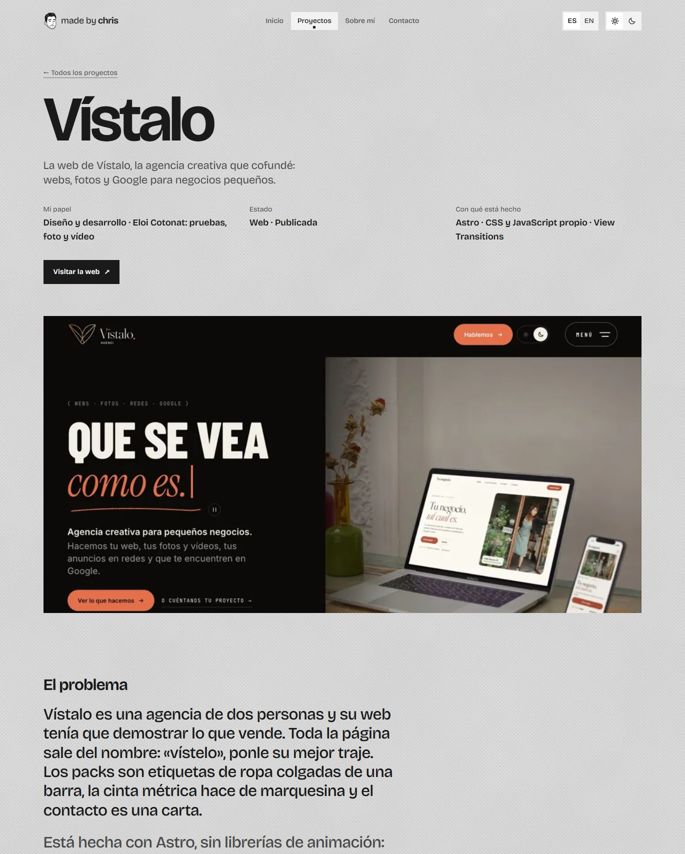 made by chris
Inicio
Proyectos
Sobre mí
Contacto
ES EN
← Todos los proyectos
Vístalo
La web de Vístalo, la agencia creativa que cofundé:
webs, fotos y Google para negocios pequeños.
Mi papel
Diseño y desarrollo · Eloi Cotonat: pruebas,
foto y vídeo
Estado
Web · Publicada
Con qué está hecho
Astro · CSS y JavaScript propio · View
Transitions
Visitar la web ↗
Vístalo.
Hablemos →
MENÚ
( WEBS · FOTOS · REDES · GOOGLE )
QUE SE VEA
como es.
Agencia creativa para pequeños negocios.
Hacemos tu web, tus fotos y vídeos, tus
anuncios en redes y que te encuentren en
Google.
Ver lo que hacemos →
O CUÉNTANOS TU PROYECTO →
Tu negocio,
tal cual es.
El problema
Vístalo es una agencia de dos personas y su web
tenía que demostrar lo que vende. Toda la página
sale del nombre: «vístelo», ponle su mejor traje.
Los packs son etiquetas de ropa colgadas de una
barra, la cinta métrica hace de marquesina y el
contacto es una carta.
Está hecha con Astro, sin librerías de animación: